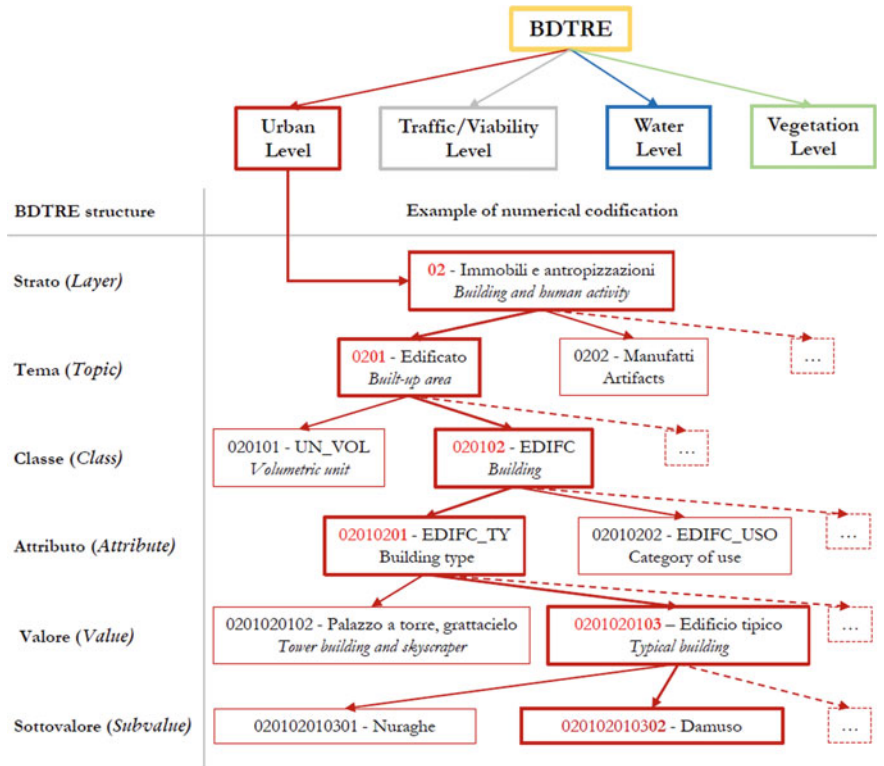 BDTRE
Urban
Level
Traffic/Viability
Level
Water
Level
Vegetation
Level
BDTRE structure
Example of numerical codification
Strato (Layer)
02 - Immobili e antropizzazioni
Building and human activity
Tema (Topic)
0201 - Edificato
Built-up area
0202 - Manufatti
Artifacts
...
Classe (Class)
020101 - UN_VOL
Volumetric unit
020102 - EDIFC
Building
...
Attributo (Attribute)
02010201 - EDIFC_TY
Building type
02010202 - EDIFC_USO
Category of use
...
Valore (Value)
0201020102 - Palazzo a torre, grattacielo
Tower building and skyscraper
0201020103 – Edificio tipico
Typical building
...
Sottovalore (Subvalue)
020102010301 - Nuraghe
020102010302 - Damuso
...